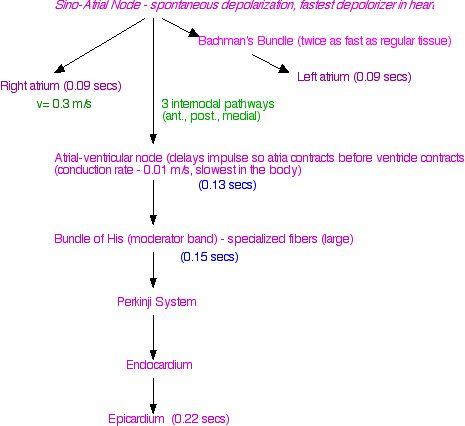 Sino-Atrial Node - spontaneous depolarization, fastest depolorizer in heart
Bachman's Bundle (twice as fast as regular tissue)
Right atrium (0.09 secs)
Left atrium (0.09 secs)
v= 0.3 m/s
3 internodal pathways
(ant., post., medial)
Atrial-ventricular node (delays impulse so atria contracts before ventricle contracts
(conduction rate - 0.01 m/s, slowest in the body)
(0.13 secs)
Bundle of His (moderator band) - specialized fibers (large)
(0.15 secs)
Perkinji System
Endocardium
Epicardium (0.22 secs)